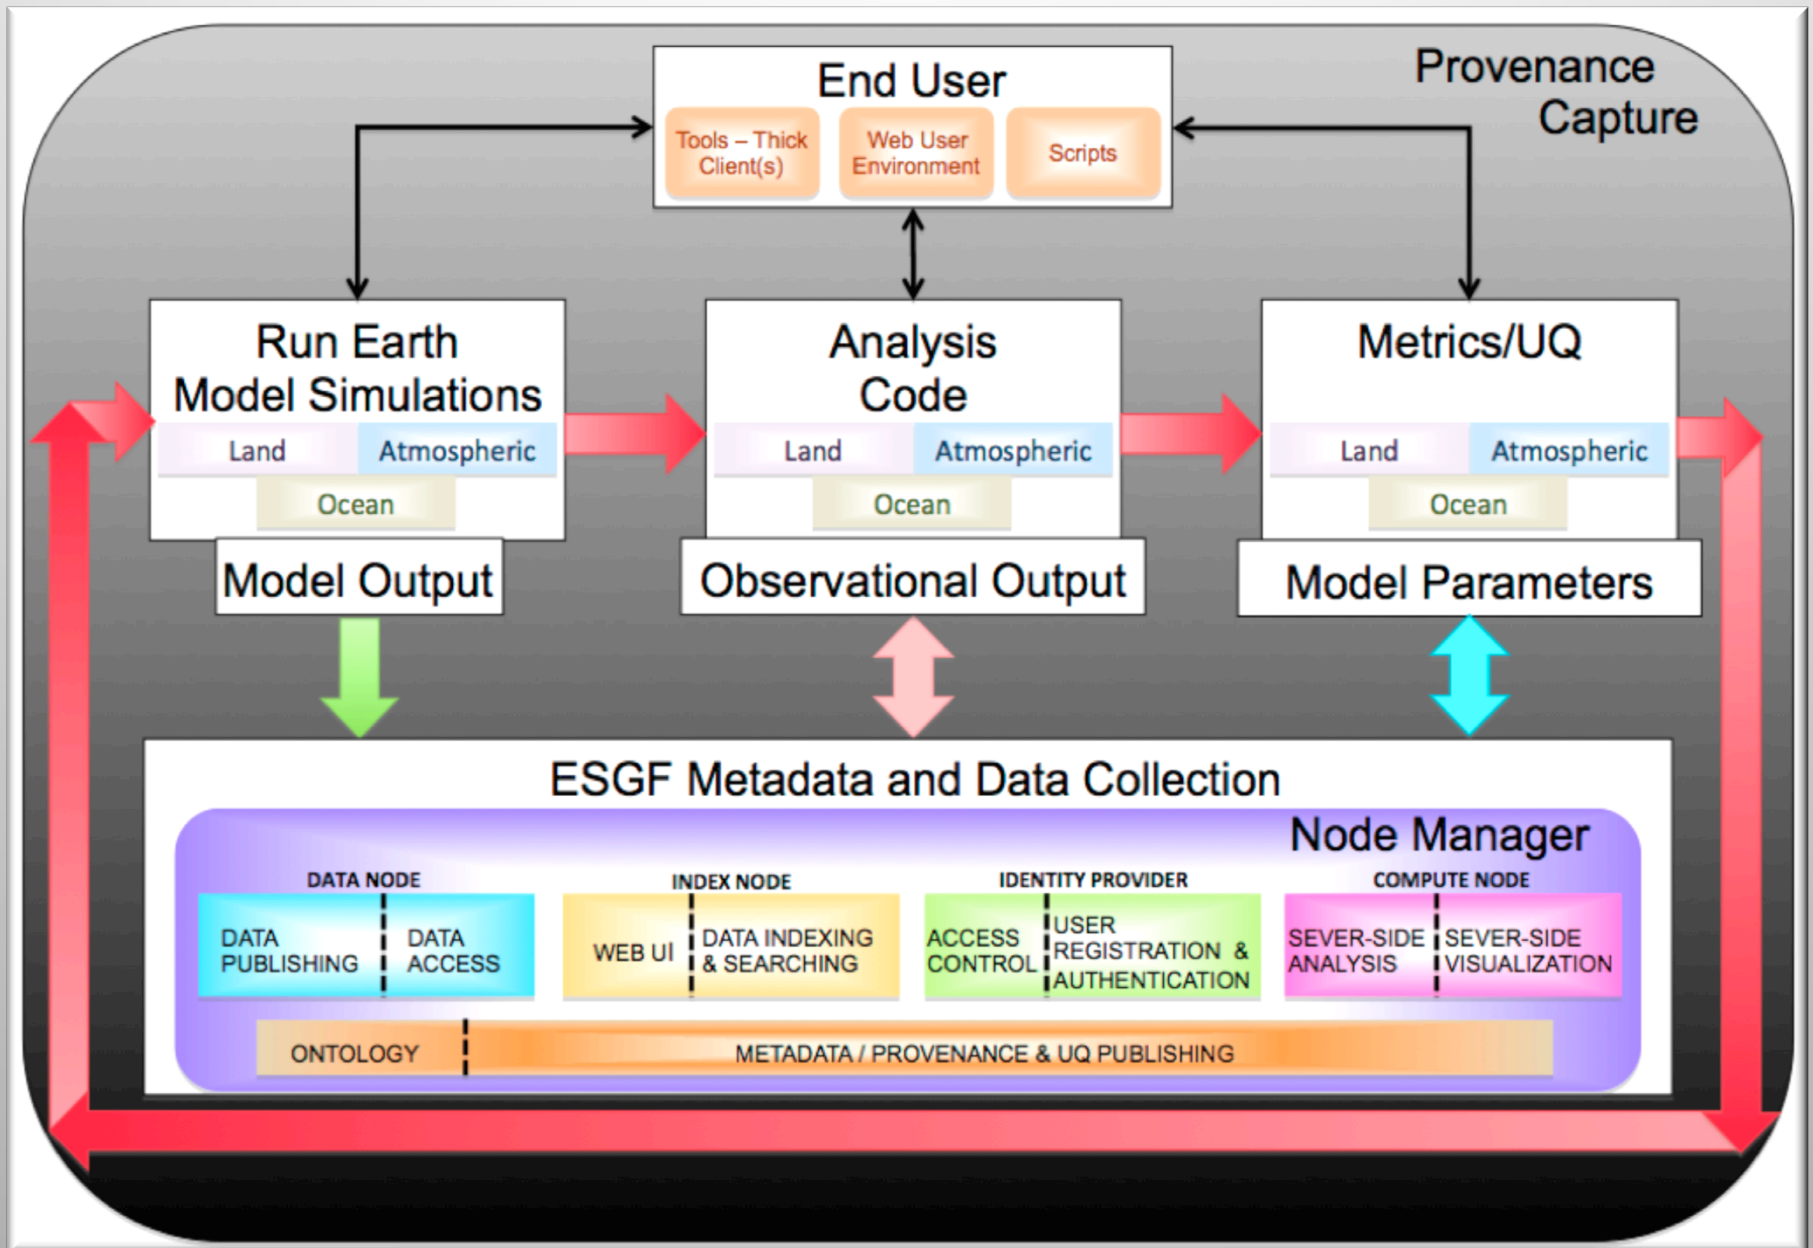 Provenance
Capture
End User
Tools – Thick
Client(s)
Web User
Environment
Scripts
Run Earth
Model Simulations
Land
Atmospheric
Ocean
Model Output
Analysis
Code
Land
Atmospheric
Ocean
Observational Output
Metrics/UQ
Land
Atmospheric
Ocean
Model Parameters
ESGF Metadata and Data Collection
Node Manager
DATA NODE
DATA
PUBLISHING
DATA
ACCESS
INDEX NODE
WEB UI
DATA INDEXING
& SEARCHING
IDENTITY PROVIDER
ACCESS
CONTROL
USER
REGISTRATION &
AUTHENTICATION
COMPUTE NODE
SEVER-SIDE
ANALYSIS
SEVER-SIDE
VISUALIZATION
ONTOLOGY
METADATA / PROVENANCE & UQ PUBLISHING